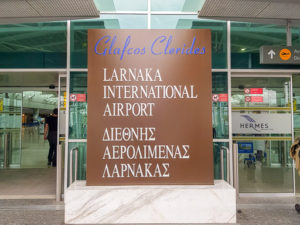 Glafcos Clerides
LARNAKA
INTERNATIONAL
AIRPORT
ΔΙΕΘΝΗΣ
ΑΕΡΟΛΙΜΕΝΑΣ
ΛΑΡΝΑΚΑΣ
HERMES